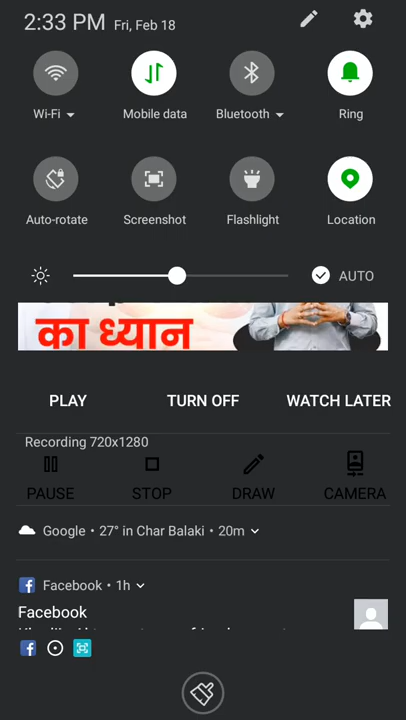 2:33 PM Fri, Feb 18
Wi-Fi Mobile data Bluetooth Ring
Auto-rotate Screenshot Flashlight Location
AUTO
का ध्यान
PLAY TURN OFF WATCH LATER
Recording 720x1280
PAUSE STOP DRAW CAMERA
Google • 27° in Char Balaki • 20m
Facebook • 1h
Facebook